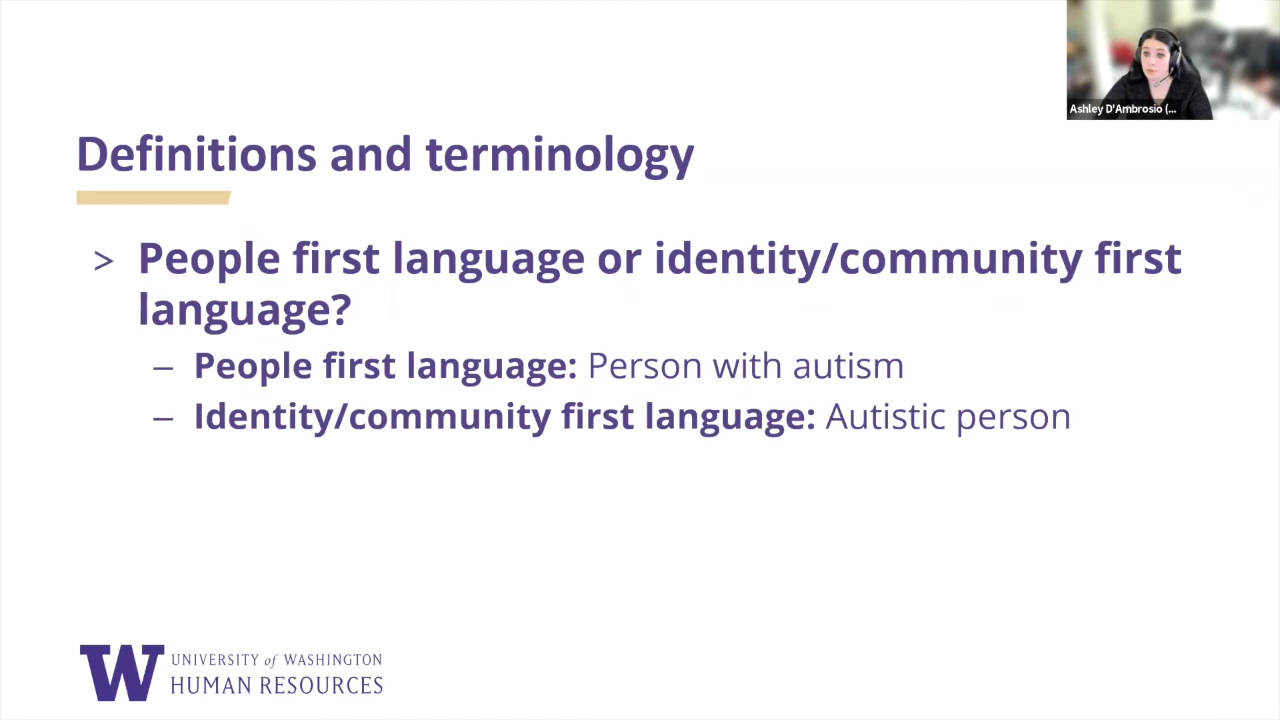 Ashley D'Ambrosio (...
Definitions and terminology
> People first language or identity/community first
language?
– People first language: Person with autism
– Identity/community first language: Autistic person
W UNIVERSITY of WASHINGTON
HUMAN RESOURCES